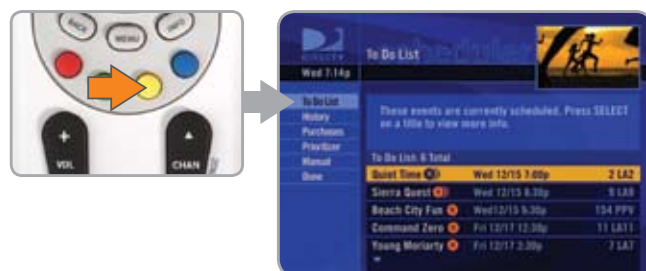 BACK
MENU
INFO
VOL
CHAN
DIRECTV
To Do List
Wed 7:14p
To Do List
History
Purchases
Prioritizer
Manual
Done
These events are currently scheduled. Press SELECT
on a title to view more info.
To Do List: 6 Total
Quiet Time Wed 12/15 7:00p 2 LA2
Sierra Quest Wed 12/15 8:30p 9 LA9
Beach City Fun Wed 12/15 9:30p 134 PPV
Command Zero Fri 12/17 12:30p 11 LA11
Young Moriarty Fri 12/17 2:30p 7 LA7